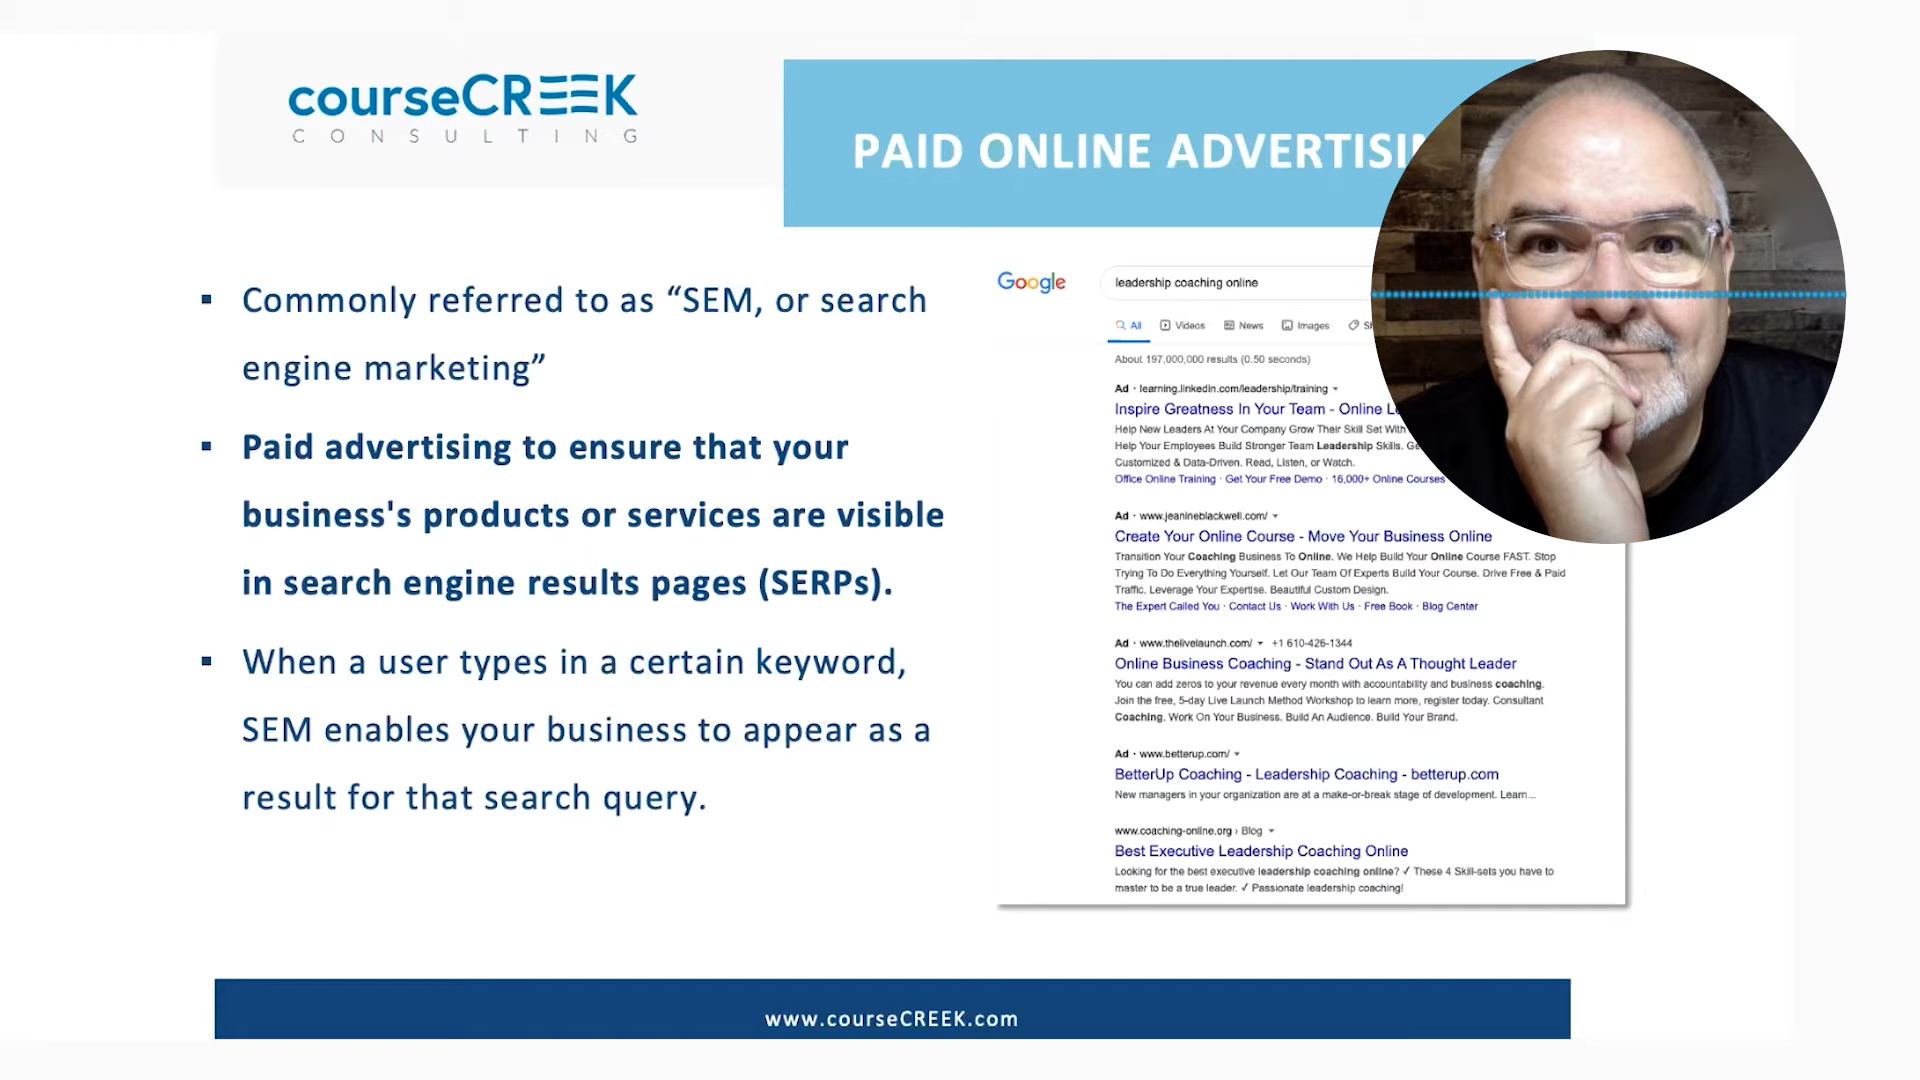 courseCREEK
CONSULTING
PAID ONLINE ADVERTISIN
▪ Commonly referred to as “SEM, or search
engine marketing”
▪ Paid advertising to ensure that your
business's products or services are visible
in search engine results pages (SERPs).
▪ When a user types in a certain keyword,
SEM enables your business to appear as a
result for that search query.
Google
leadership coaching online
All Videos News Images
About 197,000,000 results (0.50 seconds)
Ad · learning.linkedin.com/leadership/training
Inspire Greatness In Your Team - Online
Help New Leaders At Your Company Grow Their Skill Set With
Help Your Employees Build Stronger Team Leadership Skills.
Customized & Data-Driven. Read, Listen, or Watch.
Office Online Training · Get Your Free Demo · 16,000+ Online Courses
Ad · www.jeanineblackwell.com/
Create Your Online Course - Move Your Business Online
Transition Your Coaching Business To Online. We Help Build Your Online Course FAST. Stop
Trying To Do Everything Yourself. Let Our Team Of Experts Build Your Course. Drive Free & Paid
Traffic. Leverage Your Expertise. Beautiful Custom Design.
The Expert Called You · Contact Us · Work With Us · Free Book · Blog Center
Ad · www.thelivelaunch.com/ +1 610-426-1344
Online Business Coaching - Stand Out As A Thought Leader
You can add zeros to your revenue every month with accountability and business coaching.
Join the free, 5-day Live Launch Method Workshop to learn more, register today. Consultant
Coaching. Work On Your Business. Build An Audience. Build Your Brand.
Ad · www.betterup.com/
BetterUp Coaching - Leadership Coaching - betterup.com
New managers in your organization are at a make-or-break stage of development. Learn...
www.coaching-online.org › Blog
Best Executive Leadership Coaching Online
Looking for the best executive leadership coaching online? ✓ These 4 Skill-sets you have to
master to be a true leader. ✓ Passionate leadership coaching!
www.courseCREEK.com